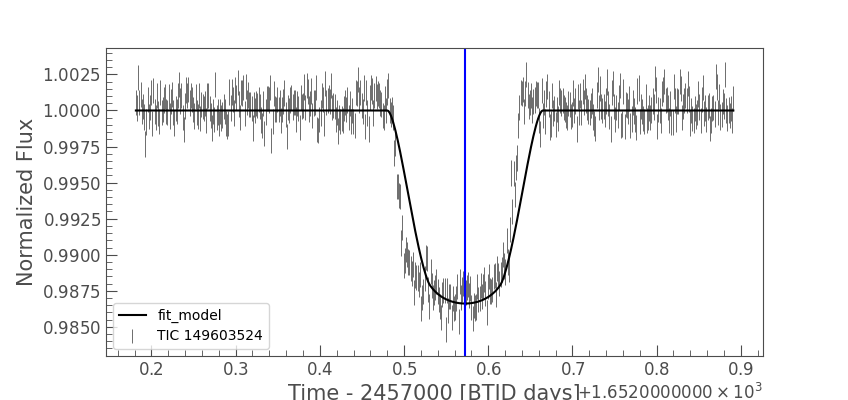 Normalized Flux
1.0025
1.0000
0.9975
0.9950
0.9925
0.9900
0.9875
0.9850
fit_model
TIC 149603524
0.2 0.3 0.4 0.5 0.6 0.7 0.8 0.9
Time - 2457000 [BTJD days]
+1.6520000000 × 10³